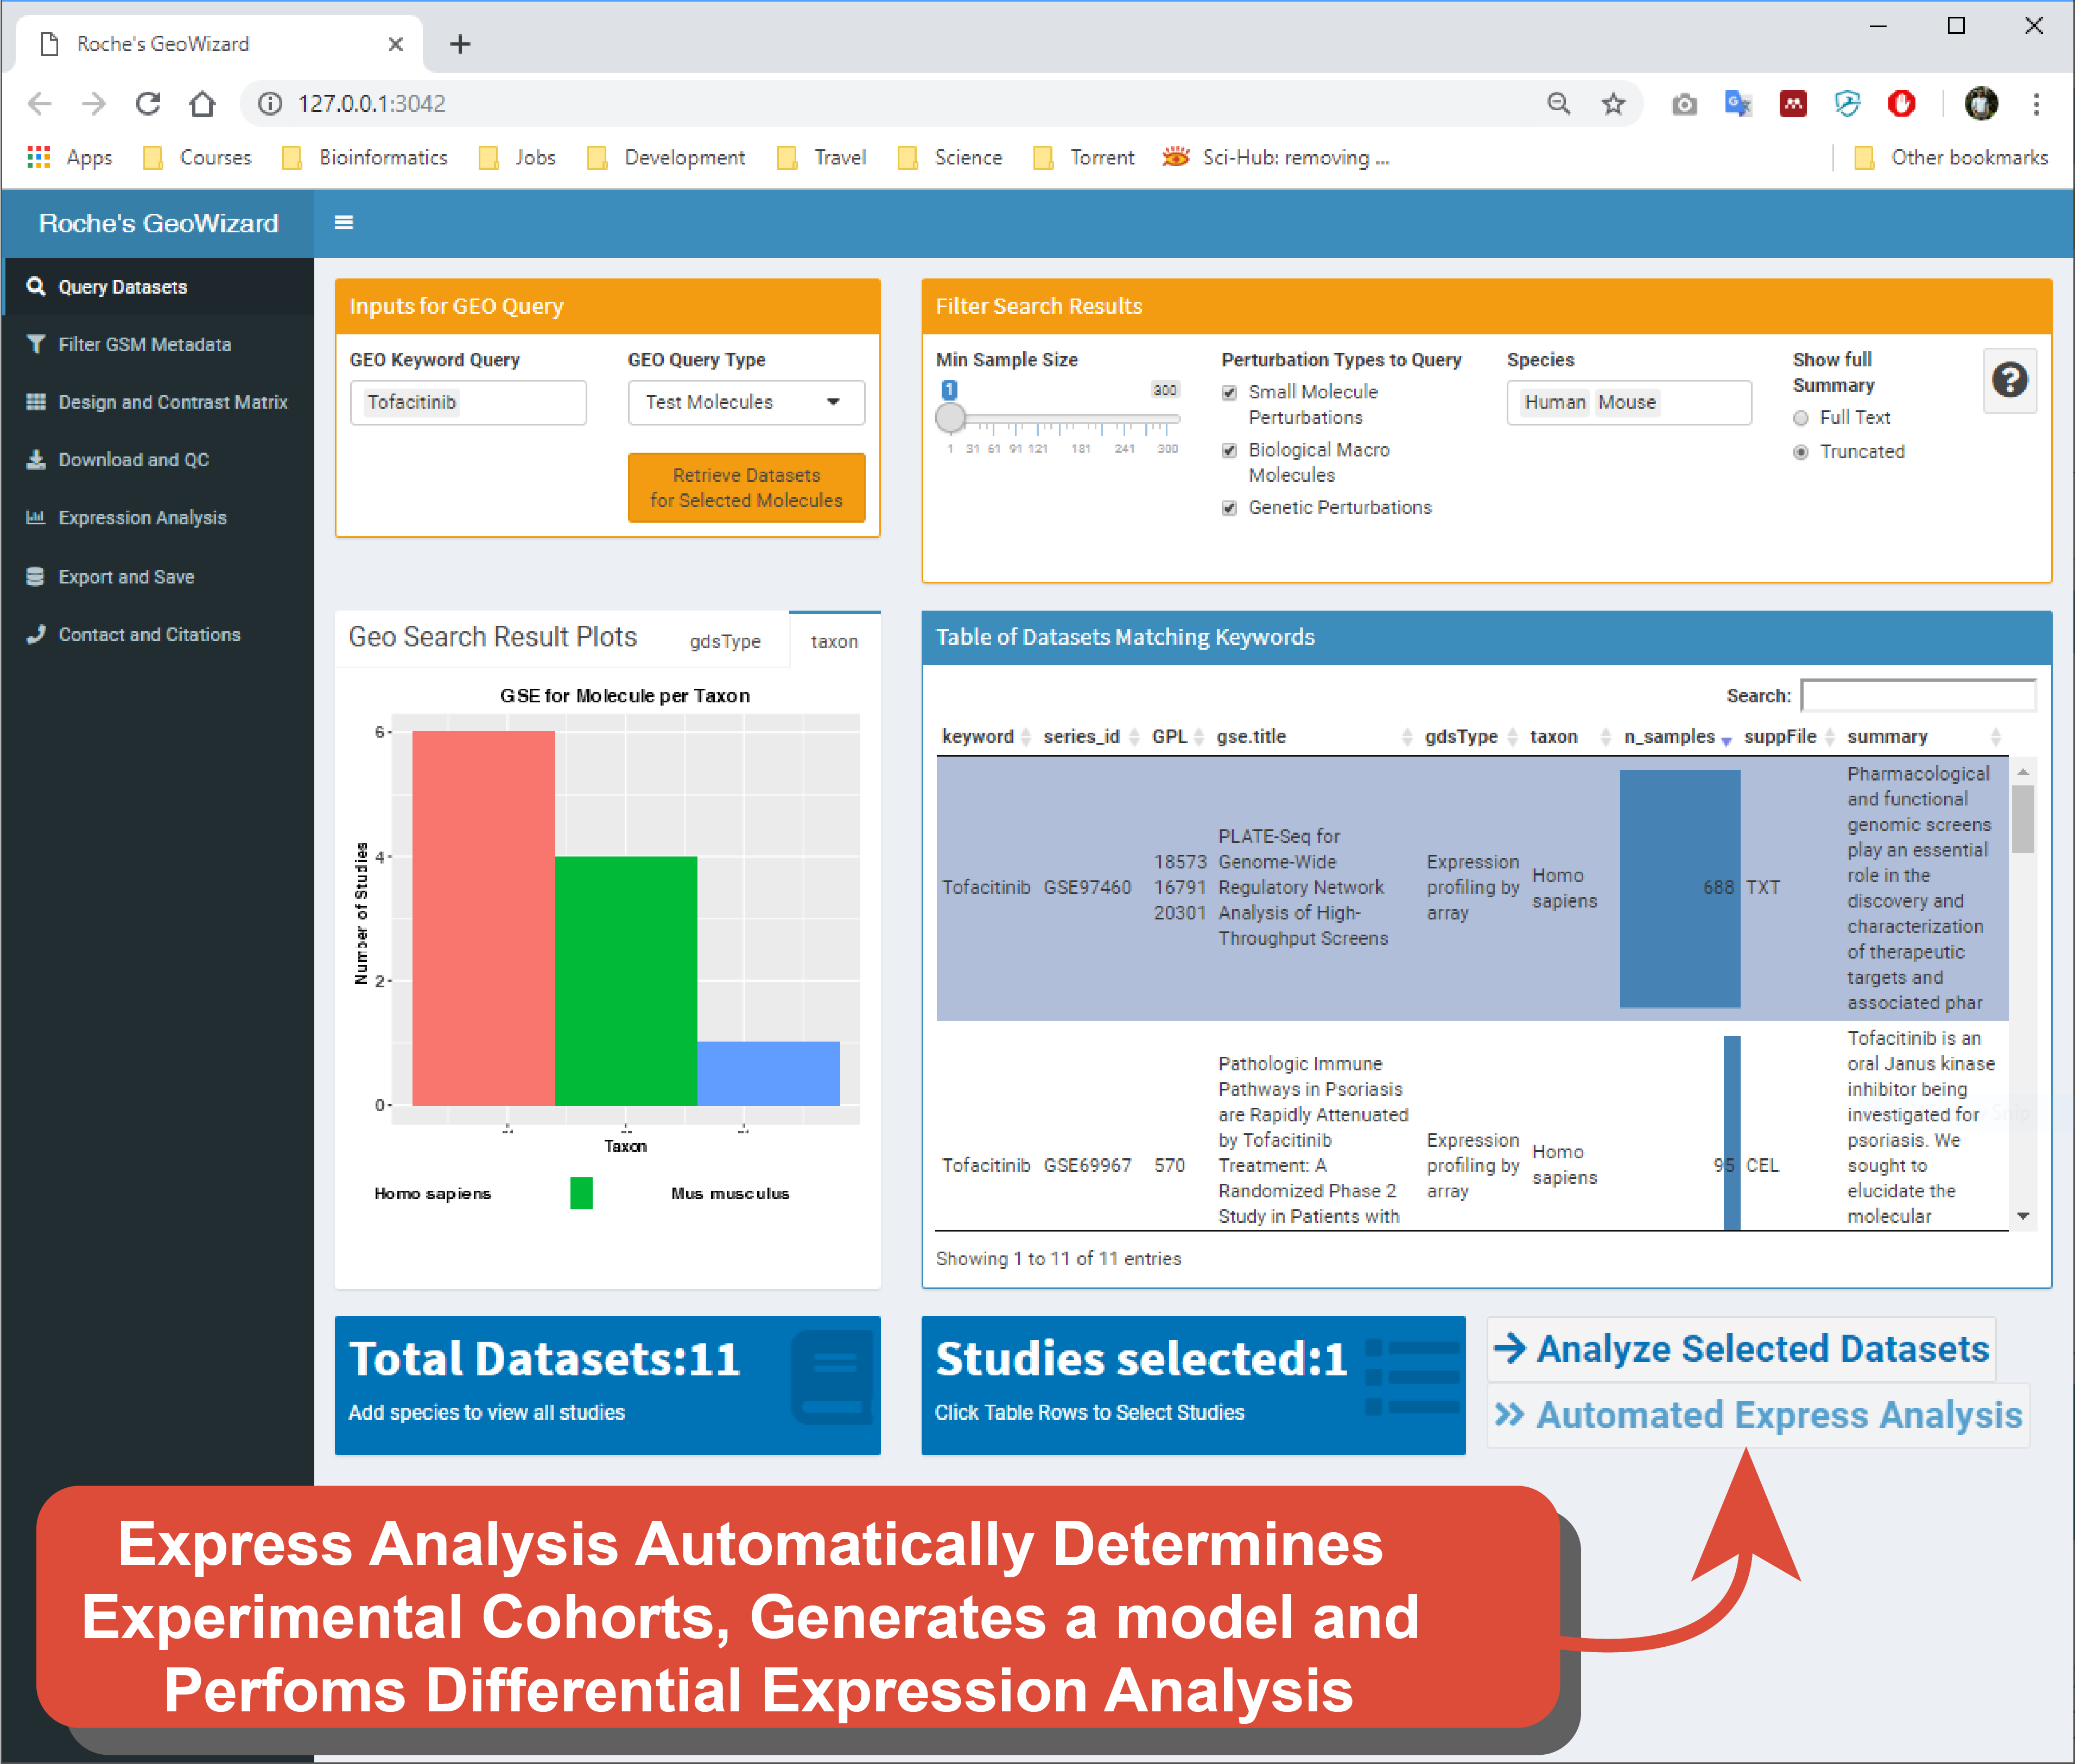 Roche's GeoWizard
127.0.0.1:3042
Apps Courses Bioinformatics Jobs Development Travel Science Torrent Sci-Hub: removing ... Other bookmarks
Roche's GeoWizard
Query Datasets
Filter GSM Metadata
Design and Contrast Matrix
Download and QC
Expression Analysis
Export and Save
Contact and Citations
Inputs for GEO Query
GEO Keyword Query
Tofacitinib
GEO Query Type
Test Molecules
Retrieve Datasets
for Selected Molecules
Filter Search Results
Min Sample Size
1 300
1 31 61 91 121 181 241 300
Perturbation Types to Query
Small Molecule
Perturbations
Biological Macro
Molecules
Genetic Perturbations
Species
Human Mouse
Show full
Summary
Full Text
Truncated
Geo Search Result Plots gdsType taxon
GSE for Molecule per Taxon
Number of Studies
6
4
2
0
Taxon
Homo sapiens Mus musculus
Table of Datasets Matching Keywords
Search:
keyword series_id GPL gse.title gdsType taxon n_samples suppFile summary
Tofacitinib
GSE97460
18573
16791
20301
PLATE-Seq for
Genome-Wide
Regulatory Network
Analysis of High-
Throughput Screens
Expression
profiling by
array
Homo
sapiens
688
TXT
Pharmacological
and functional
genomic screens
play an essential
role in the
discovery and
characterization
of therapeutic
targets and
associated phar
Tofacitinib
GSE69967
570
Pathologic Immune
Pathways in Psoriasis
are Rapidly Attenuated
by Tofacitinib
Treatment: A
Randomized Phase 2
Study in Patients with
Expression
profiling by
array
Homo
sapiens
95
CEL
Tofacitinib is an
oral Janus kinase
inhibitor being
investigated for
psoriasis. We
sought to
elucidate the
molecular
Showing 1 to 11 of 11 entries
Total Datasets:11
Add species to view all studies
Studies selected:1
Click Table Rows to Select Studies
Analyze Selected Datasets
Automated Express Analysis
Express Analysis Automatically Determines
Experimental Cohorts, Generates a model and
Perfoms Differential Expression Analysis